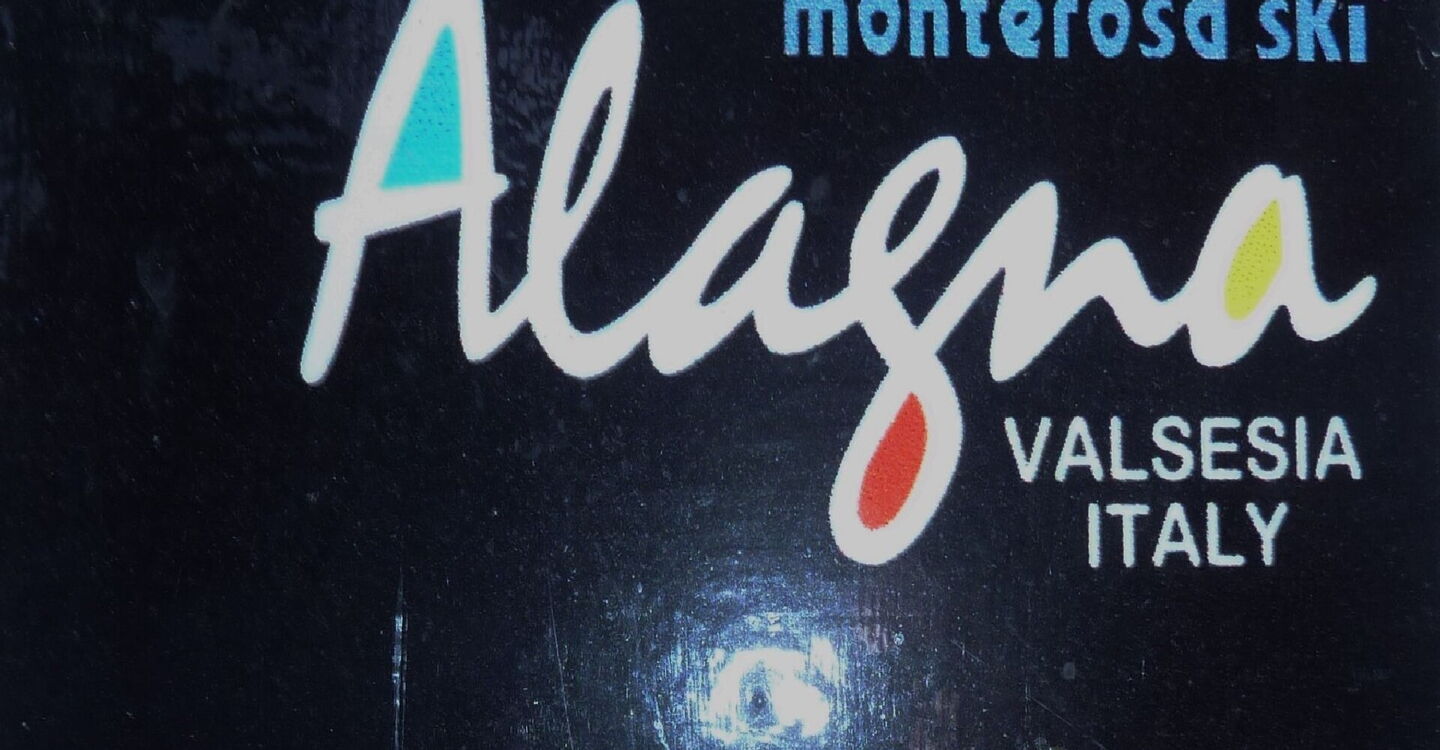 monterosa ski
Alagna
VALSESIA
ITALY